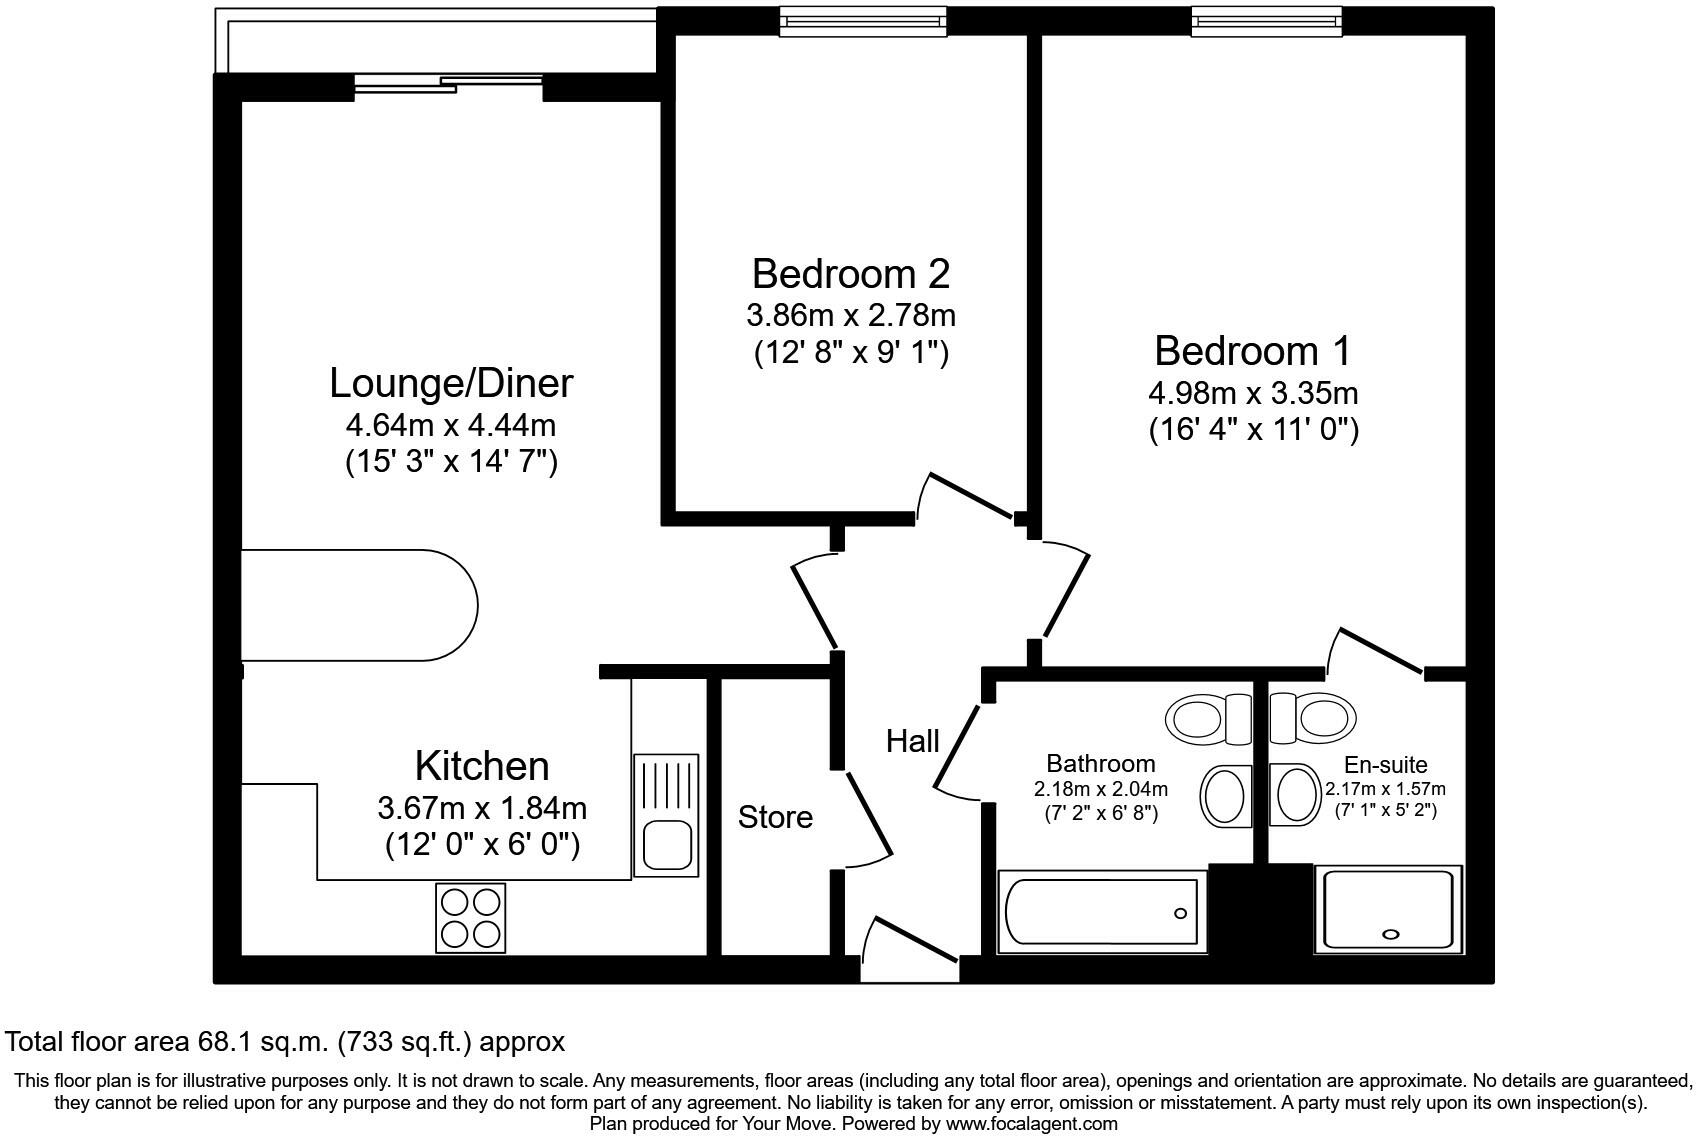 Bedroom 2
3.86m x 2.78m
(12' 8" x 9' 1")
Bedroom 1
4.98m x 3.35m
(16' 4" x 11' 0")
Lounge/Diner
4.64m x 4.44m
(15' 3" x 14' 7")
Kitchen
3.67m x 1.84m
(12' 0" x 6' 0")
Store
Hall
Bathroom
2.18m x 2.04m
(7' 2" x 6' 8")
En-suite
2.17m x 1.57m
(7' 1" x 5' 2")
Total floor area 68.1 sq.m. (733 sq.ft.) approx
This floor plan is for illustrative purposes only. It is not drawn to scale. Any measurements, floor areas (including any total floor area), openings and orientation are approximate. No details are guaranteed,
they cannot be relied upon for any purpose and they do not form part of any agreement. No liability is taken for any error, omission or misstatement. A party must rely upon its own inspection(s).
Plan produced for Your Move. Powered by www.focalagent.com